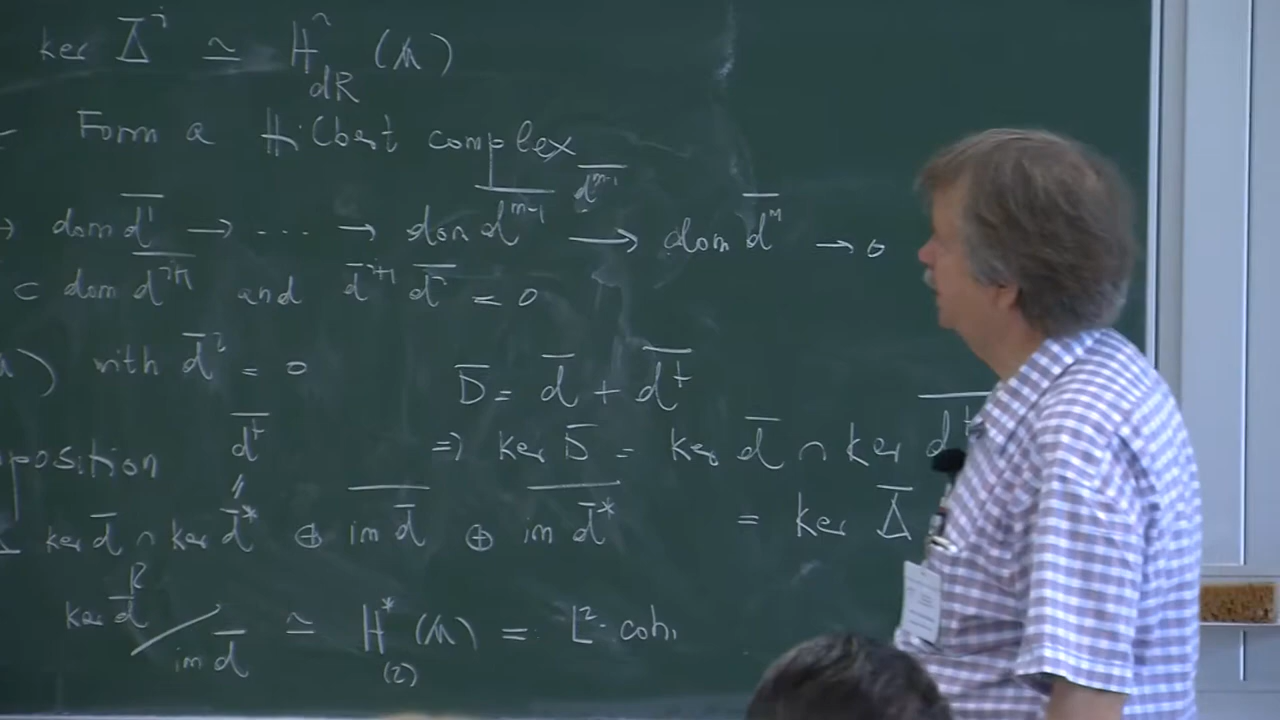 ker Δ̅ʲ ≃ Hʲ_dR (M)
Form a Hilbert complex
→ dom d̅¹ → ... → dom d̅ᵐ⁻¹ —d̅ᵐ⁻¹→ dom d̅ᵐ → 0
⊂ dom d̅ʲ⁺¹ and d̅ʲ⁺¹ d̅ʲ = 0
) with d̅² = 0
D̅ = d̅ + d̅†
position d̅†
⇒ ker D̅ = ker d̅ ∩ ker d̅†
ker d̅ ∩ ker d̅* ⊕ im d̅ ⊕ im d̅*
= ker Δ̅
ker d̅ / im d̅ ≃ H*_(2) (M) =: L²-coh.